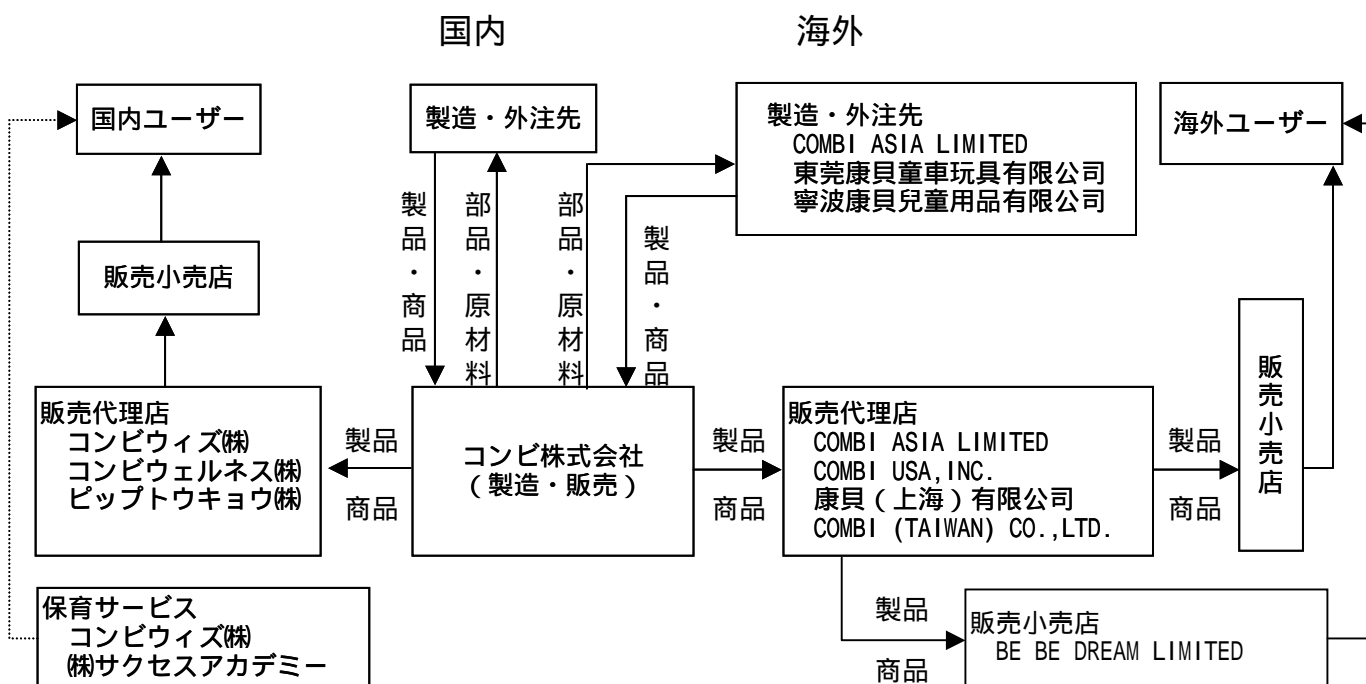 国内
海外
国内ユーザー
製造・外注先
製造・外注先
COMBI ASIA LIMITED
東莞康貝童車玩具有限公司
寧波康貝兒童用品有限公司
海外ユーザー
製品・商品
部品・原材料
部品・原材料
製品・商品
販売小売店
販売小売店
販売代理店
コンビウィズ㈱
コンビウェルネス㈱
ピップトウキョウ㈱
製品
商品
コンビ株式会社
(製造・販売)
製品
商品
販売代理店
COMBI ASIA LIMITED
COMBI USA,INC.
康貝(上海)有限公司
COMBI (TAIWAN) CO.,LTD.
製品
商品
保育サービス
コンビウィズ㈱
㈱サクセスアカデミー
製品
商品
販売小売店
BE BE DREAM LIMITED